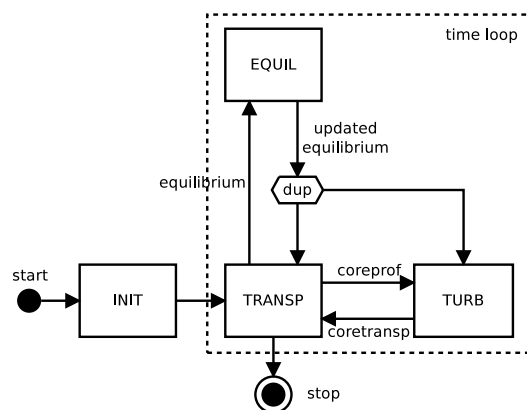 time loop
EQUIL
updated
equilibrium
equilibrium
dup
start
INIT
TRANSP
coreprof
TURB
coretransp
stop